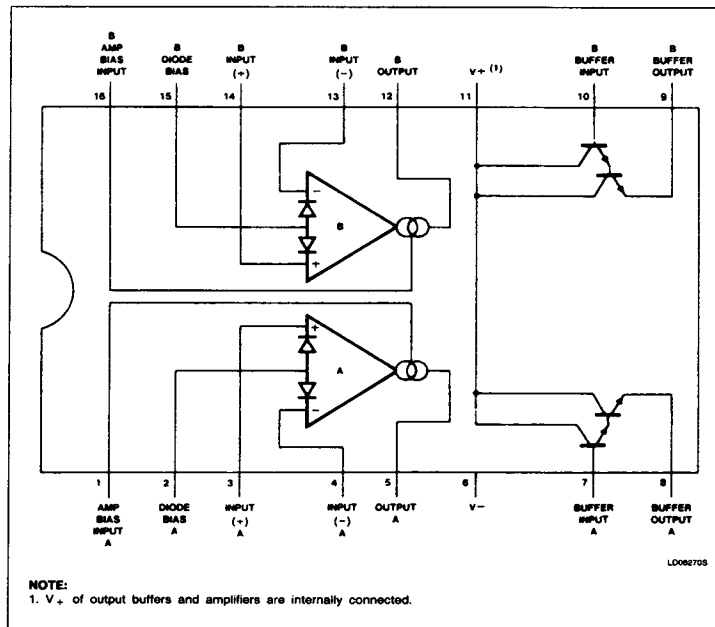 B
AMP
BIAS
INPUT
B
DIODE
BIAS
B
INPUT
(+)
B
INPUT
(−)
B
OUTPUT
V+ (1)
B
BUFFER
INPUT
B
BUFFER
OUTPUT
16 15 14 13 12 11 10 9
−
B
+
+
A
−
1 2 3 4 5 6 7 8
AMP
BIAS
INPUT
A
DIODE
BIAS
A
INPUT
(+)
A
INPUT
(−)
A
OUTPUT
A
V−
BUFFER
INPUT
A
BUFFER
OUTPUT
A
LD08270S
NOTE:
1. V+ of output buffers and amplifiers are internally connected.